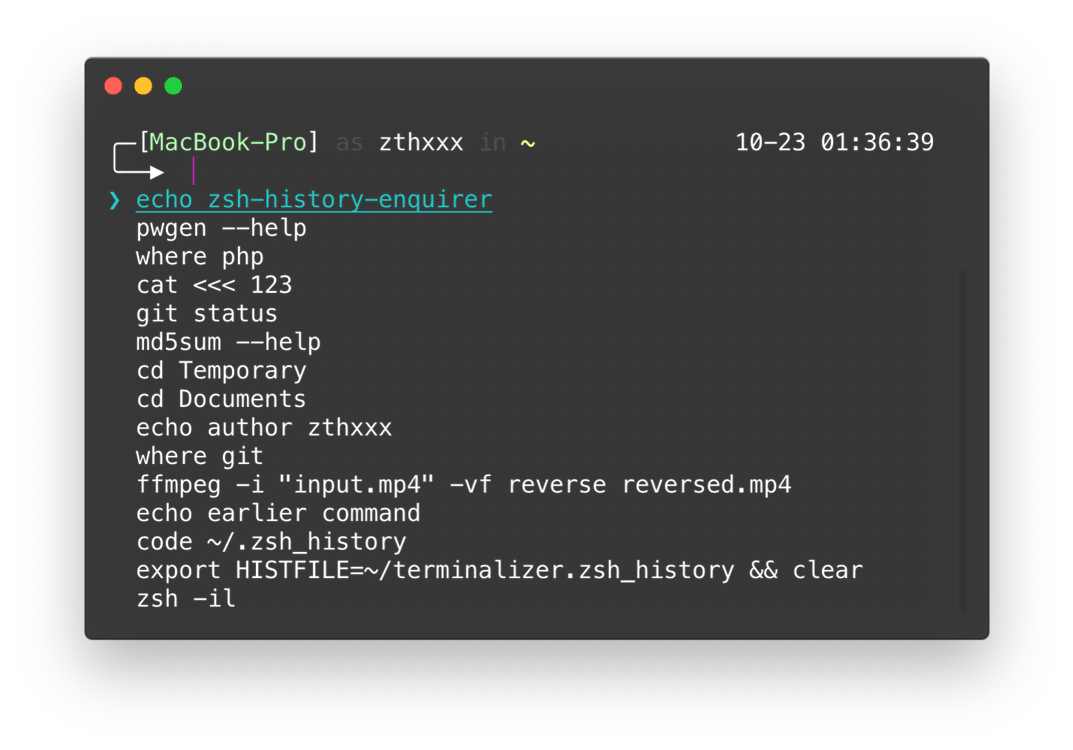 [MacBook-Pro] as zthxxx in ~ 10-23 01:36:39
❯ echo zsh-history-enquirer
pwgen --help
where php
cat <<< 123
git status
md5sum --help
cd Temporary
cd Documents
echo author zthxxx
where git
ffmpeg -i "input.mp4" -vf reverse reversed.mp4
echo earlier command
code ~/.zsh_history
export HISTFILE=~/terminalizer.zsh_history && clear
zsh -il